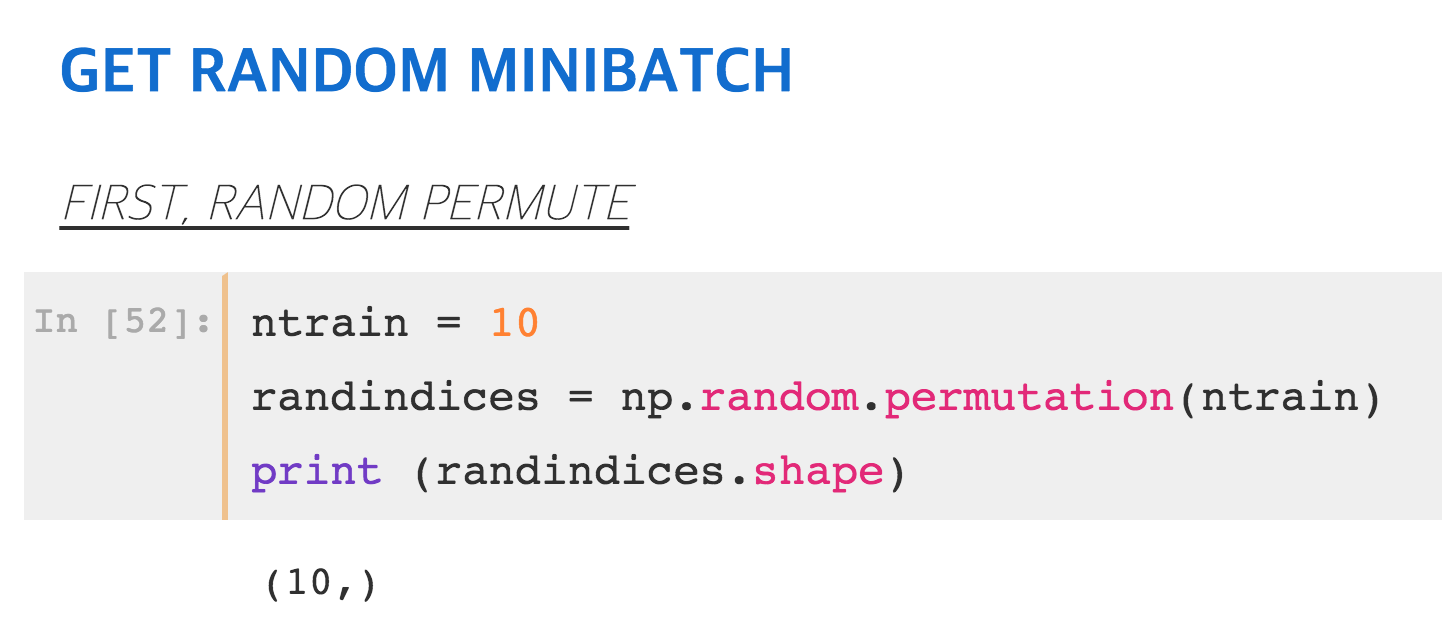 GET RANDOM MINIBATCH
FIRST, RANDOM PERMUTE
In [52]: ntrain = 10
randindices = np.random.permutation(ntrain)
print (randindices.shape)
(10,)